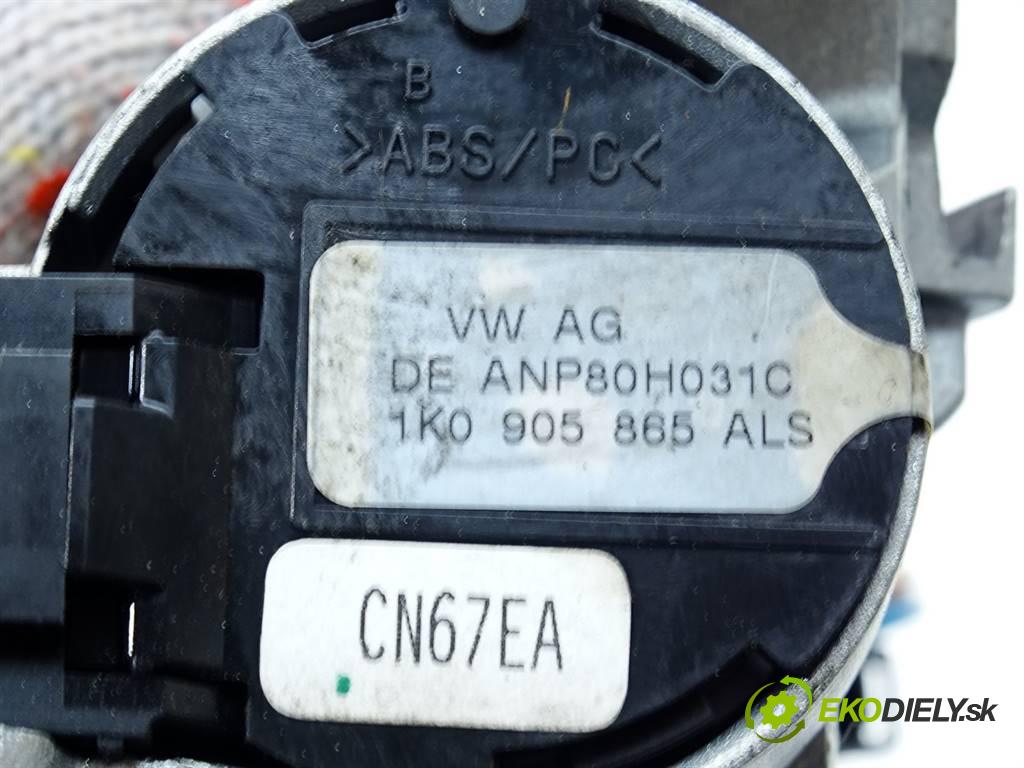 B
>ABS/PC<
VW AG
DE ANP80H031C
1K0 905 865 ALS
CN67EA
EKODIELY.sk